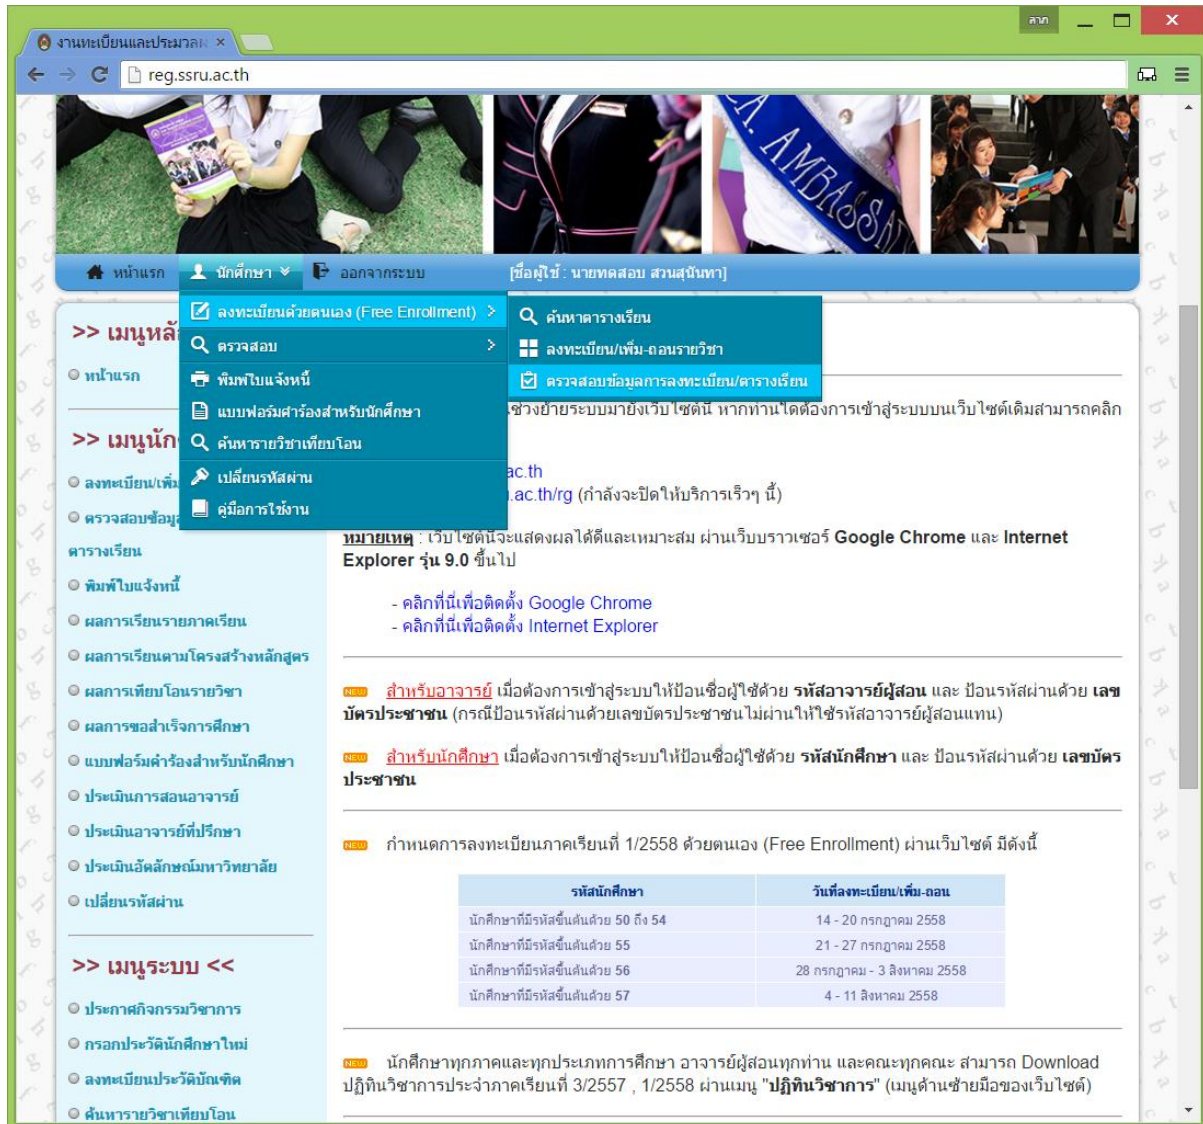 ลาก
งานทะเบียนและประมวลผ
reg.ssru.ac.th
A. AMBASSAD
หน้าแรก
นักศึกษา
ออกจากระบบ
[ชื่อผู้ใช้ : นายทดสอบ สวนสุนันทา]
ลงทะเบียนด้วยตนเอง (Free Enrollment)
ตรวจสอบ
พิมพ์ใบแจ้งหนี้
แบบฟอร์มคำร้องสำหรับนักศึกษา
ค้นหารายวิชาเทียบโอน
เปลี่ยนรหัสผ่าน
คู่มือการใช้งาน
ค้นหาตารางเรียน
ลงทะเบียน/เพิ่ม-ถอนรายวิชา
ตรวจสอบข้อมูลการลงทะเบียน/ตารางเรียน
>> เมนูหลั
หน้าแรก
>> เมนูนัก
ลงทะเบียน/เพิ่ม
ตรวจสอบข้อมู
ตารางเรียน
พิมพ์ใบแจ้งหนี้
ผลการเรียนรายภาคเรียน
ผลการเรียนตามโครงสร้างหลักสูตร
ผลการเทียบโอนรายวิชา
ผลการขอสำเร็จการศึกษา
แบบฟอร์มคำร้องสำหรับนักศึกษา
ประเมินการสอนอาจารย์
ประเมินอาจารย์ที่ปรึกษา
ประเมินอัตลักษณ์มหาวิทยาลัย
เปลี่ยนรหัสผ่าน
>> เมนูระบบ <<
ประกาศกิจกรรมวิชาการ
กรอกประวัตินักศึกษาใหม่
ลงทะเบียนประวัติบัณฑิต
ค้นหารายวิชาเทียบโอน
นช่วงย้ายระบบมายังเว็บไซต์นี้ หากท่านใดต้องการเข้าสู่ระบบบนเว็บไซต์เดิมสามารถคลิก
ac.th
.ac.th/rg (กำลังจะปิดให้บริการเร็วๆ นี้)
หมายเหตุ : เว็บไซต์นี้จะแสดงผลได้ดีและเหมาะสม ผ่านเว็บบราวเซอร์ Google Chrome และ Internet
Explorer รุ่น 9.0 ขึ้นไป
- คลิกที่นี่เพื่อติดตั้ง Google Chrome
- คลิกที่นี่เพื่อติดตั้ง Internet Explorer
NEW สำหรับอาจารย์ เมื่อต้องการเข้าสู่ระบบให้ป้อนชื่อผู้ใช้ด้วย รหัสอาจารย์ผู้สอน และ ป้อนรหัสผ่านด้วย เลข
บัตรประชาชน (กรณีป้อนรหัสผ่านด้วยเลขบัตรประชาชนไม่ผ่านให้ใช้รหัสอาจารย์ผู้สอนแทน)
NEW สำหรับนักศึกษา เมื่อต้องการเข้าสู่ระบบให้ป้อนชื่อผู้ใช้ด้วย รหัสนักศึกษา และ ป้อนรหัสผ่านด้วย เลขบัตร
ประชาชน
NEW กำหนดการลงทะเบียนภาคเรียนที่ 1/2558 ด้วยตนเอง (Free Enrollment) ผ่านเว็บไซต์ มีดังนี้
รหัสนักศึกษา วันที่ลงทะเบียน/เพิ่ม-ถอน
นักศึกษาที่มีรหัสขึ้นต้นด้วย 50 ถึง 54 14 - 20 กรกฎาคม 2558
นักศึกษาที่มีรหัสขึ้นต้นด้วย 55 21 - 27 กรกฎาคม 2558
นักศึกษาที่มีรหัสขึ้นต้นด้วย 56 28 กรกฎาคม - 3 สิงหาคม 2558
นักศึกษาที่มีรหัสขึ้นต้นด้วย 57 4 - 11 สิงหาคม 2558
NEW นักศึกษาทุกภาคและทุกประเภทการศึกษา อาจารย์ผู้สอนทุกท่าน และคณะทุกคณะ สามารถ Download
ปฏิทินวิชาการประจำภาคเรียนที่ 3/2557 , 1/2558 ผ่านเมนู "ปฏิทินวิชาการ" (เมนูด้านซ้ายมือของเว็บไซต์)